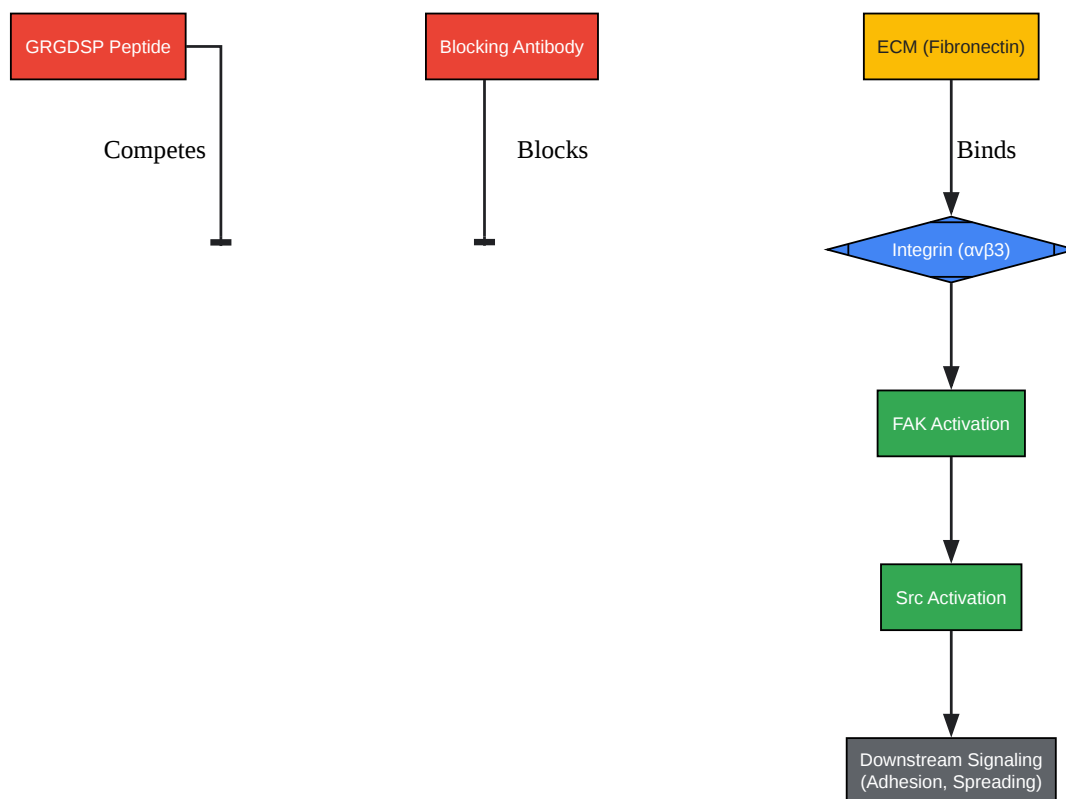 GRGDSP Peptide
Blocking Antibody
ECM (Fibronectin)
Competes
Blocks
Binds
Integrin (αvβ3)
FAK Activation
Src Activation
Downstream Signaling
(Adhesion, Spreading)